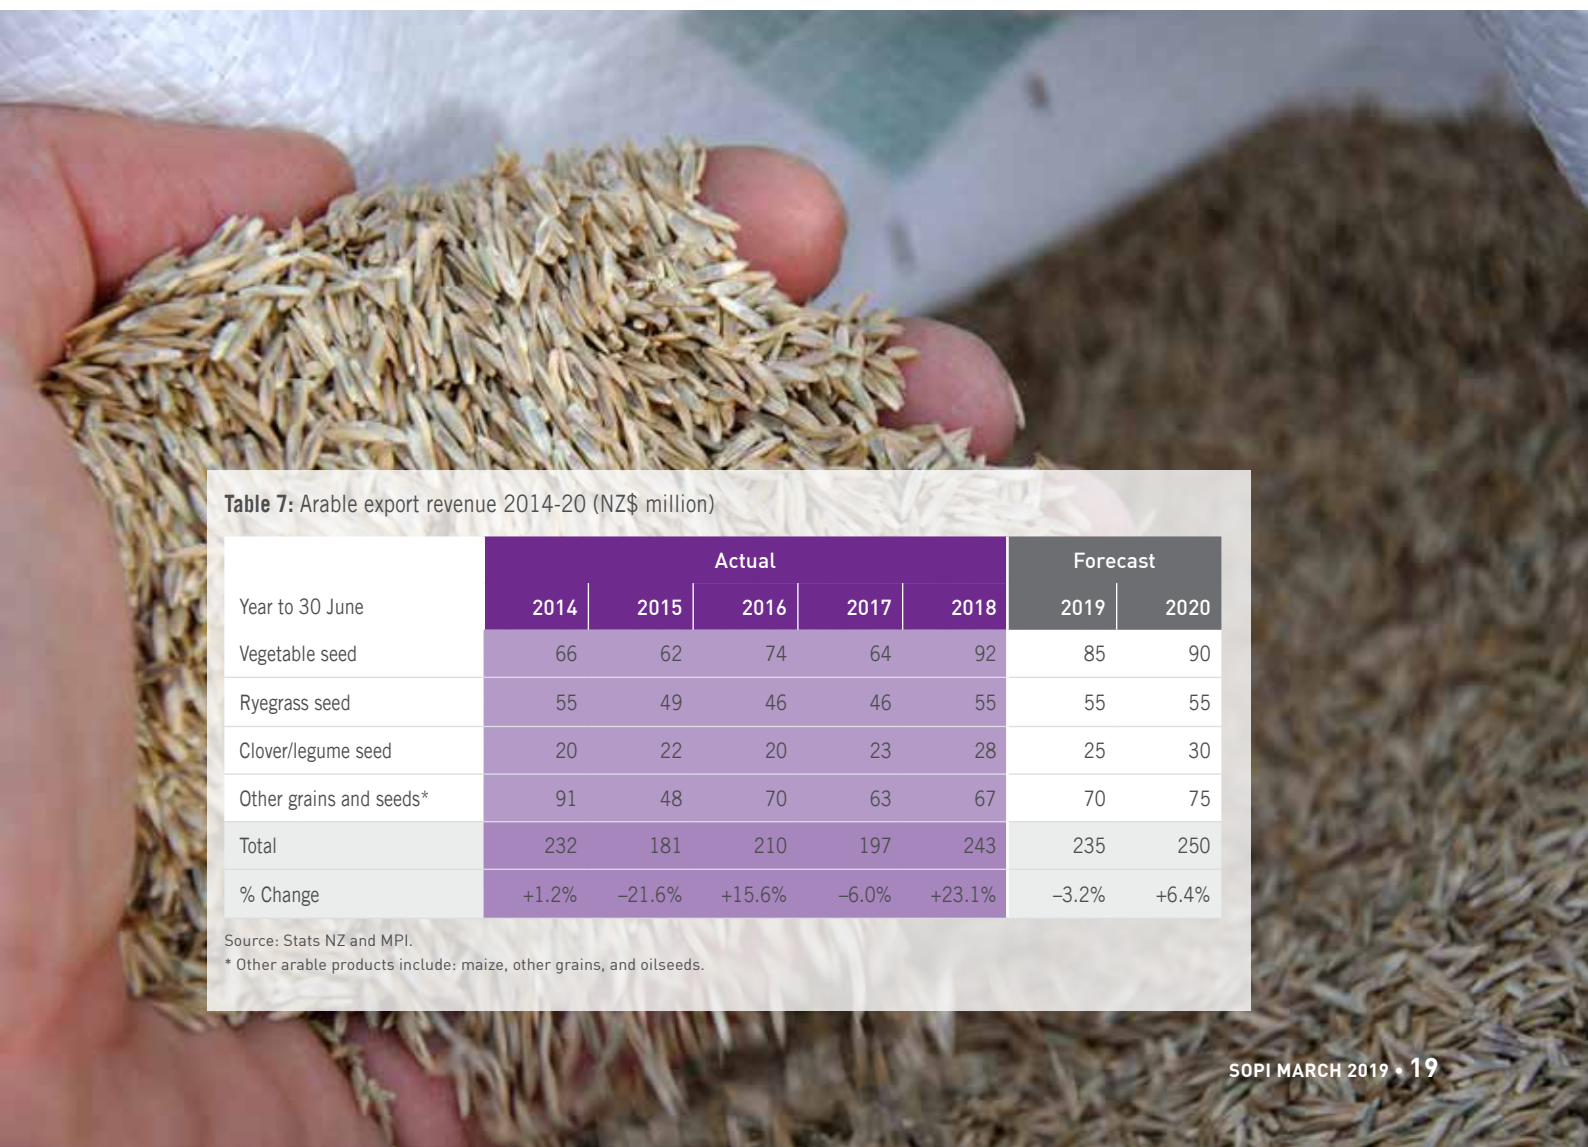 Table 7: Arable export revenue 2014-20 (NZ$ million)
Actual Forecast
Year to 30 June 2014 2015 2016 2017 2018 2019 2020
Vegetable seed 66 62 74 64 92 85 90
Ryegrass seed 55 49 46 46 55 55 55
Clover/legume seed 20 22 20 23 28 25 30
Other grains and seeds* 91 48 70 63 67 70 75
Total 232 181 210 197 243 235 250
% Change +1.2% –21.6% +15.6% –6.0% +23.1% –3.2% +6.4%
Source: Stats NZ and MPI.
* Other arable products include: maize, other grains, and oilseeds.
SOPI MARCH 2019 • 19